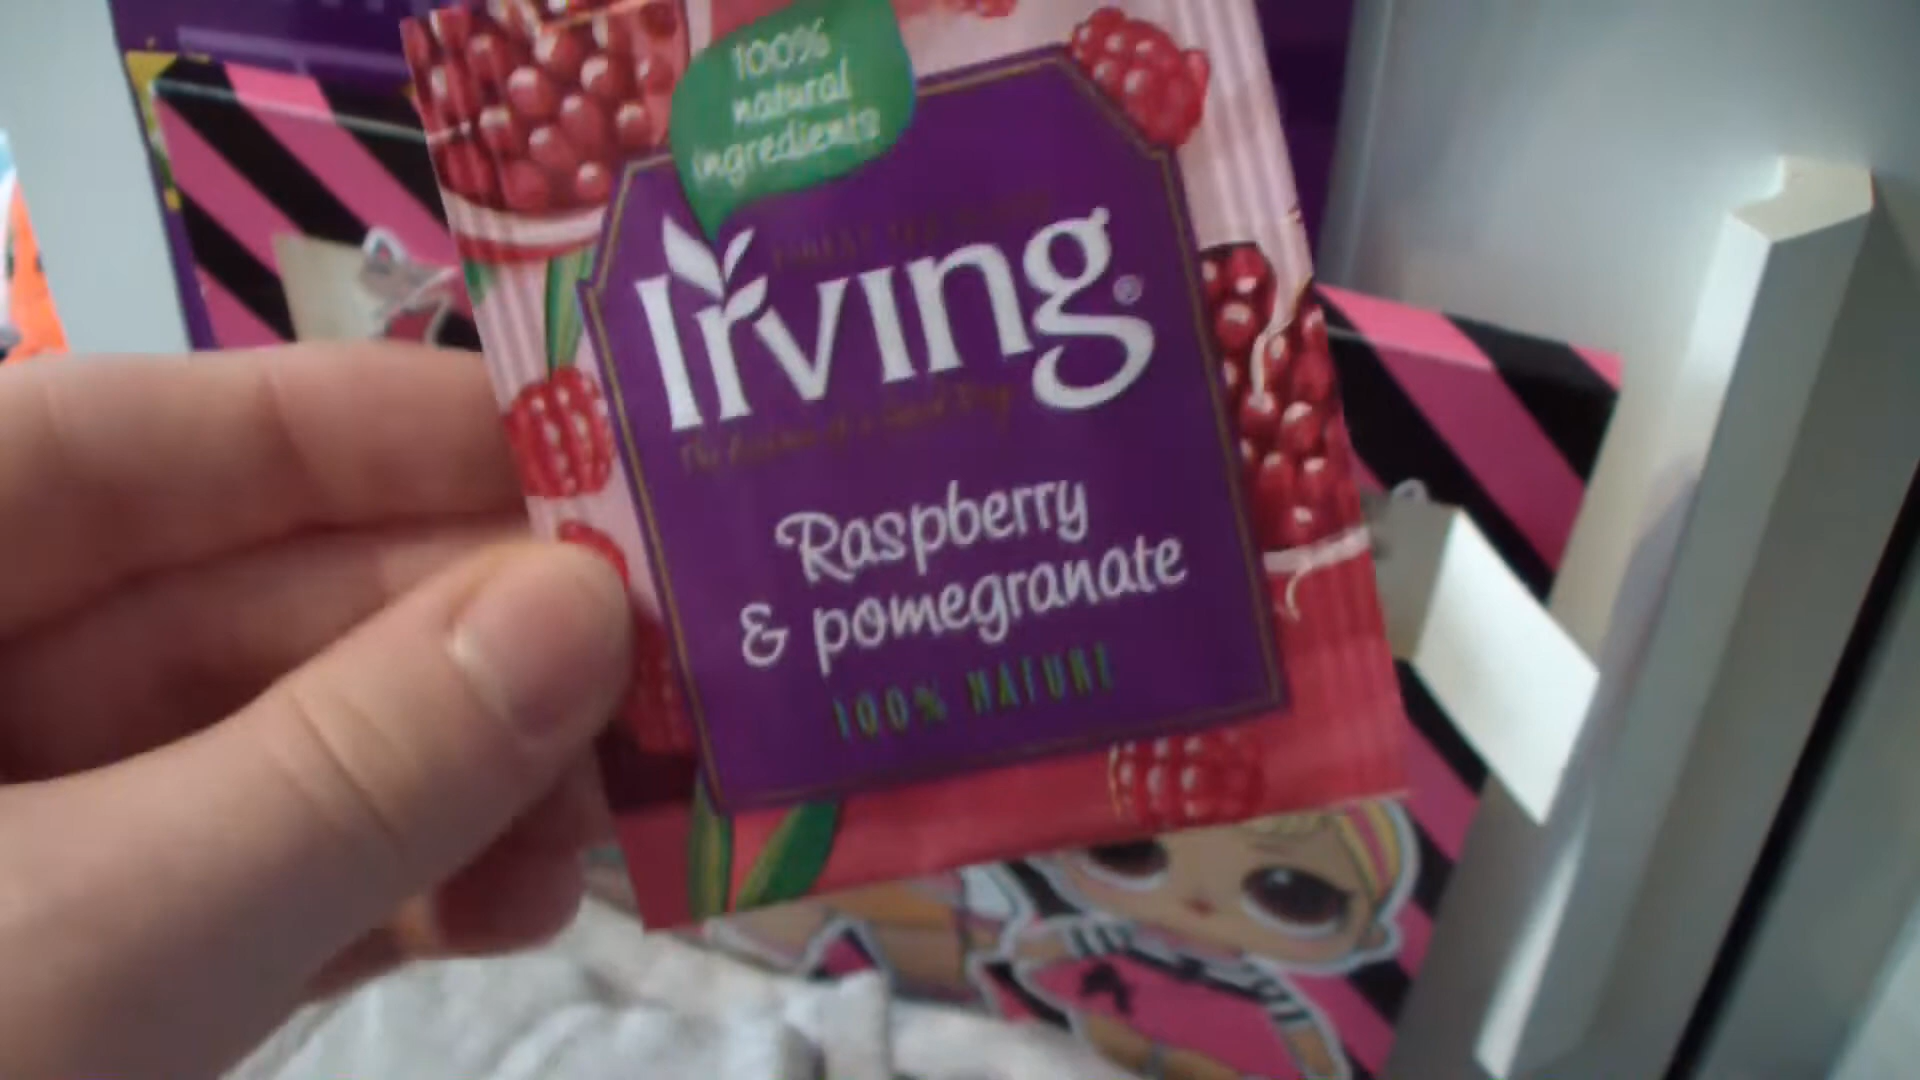 100%
natural
ingredients
Irving®
Raspberry
& pomegranate
100% NATURE